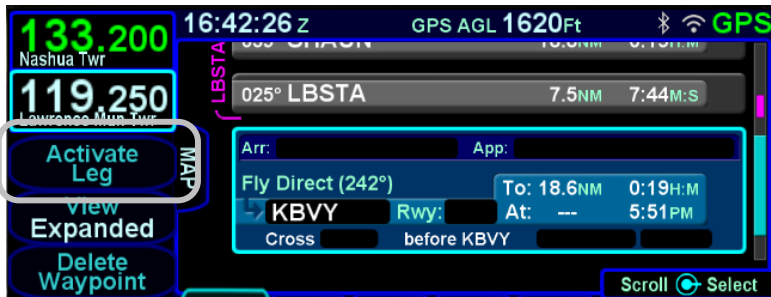 133.200
Nashua Twr
16:42:26 Z
GPS AGL 1620FT
GPS
LBSTA
119.250
Lawrence Mun Twr
025° LBSTA 7.5NM 7:44M:S
MAP
Activate
Leg
View
Expanded
Delete
Waypoint
Arr: App:
Fly Direct (242°)
KBVY Rwy:
To: 18.6NM 0:19H:M
At: --- 5:51PM
Cross before KBVY
Scroll Select